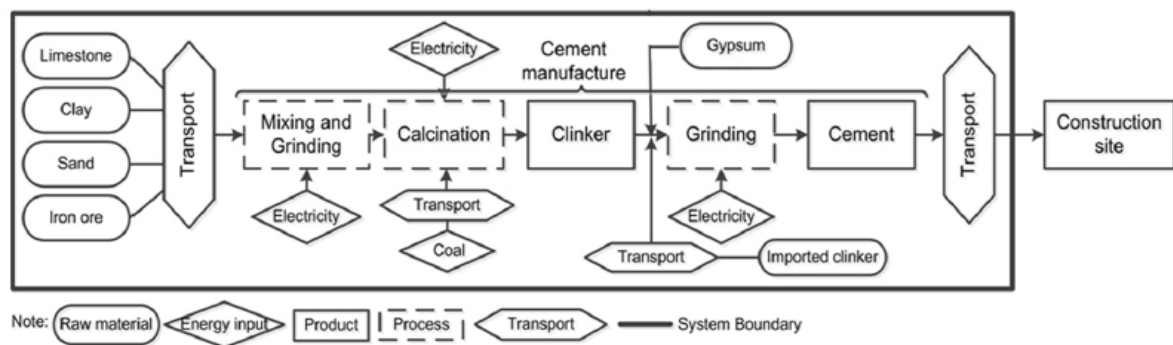 Limestone
Clay
Sand
Iron ore
Transport
Electricity
Cement
manufacture
Gypsum
Mixing and
Grinding
Calcination
Clinker
Grinding
Cement
Transport
Construction
site
Electricity
Transport
Coal
Electricity
Transport
Imported clinker
Note: Raw material Energy input Product Process Transport System Boundary